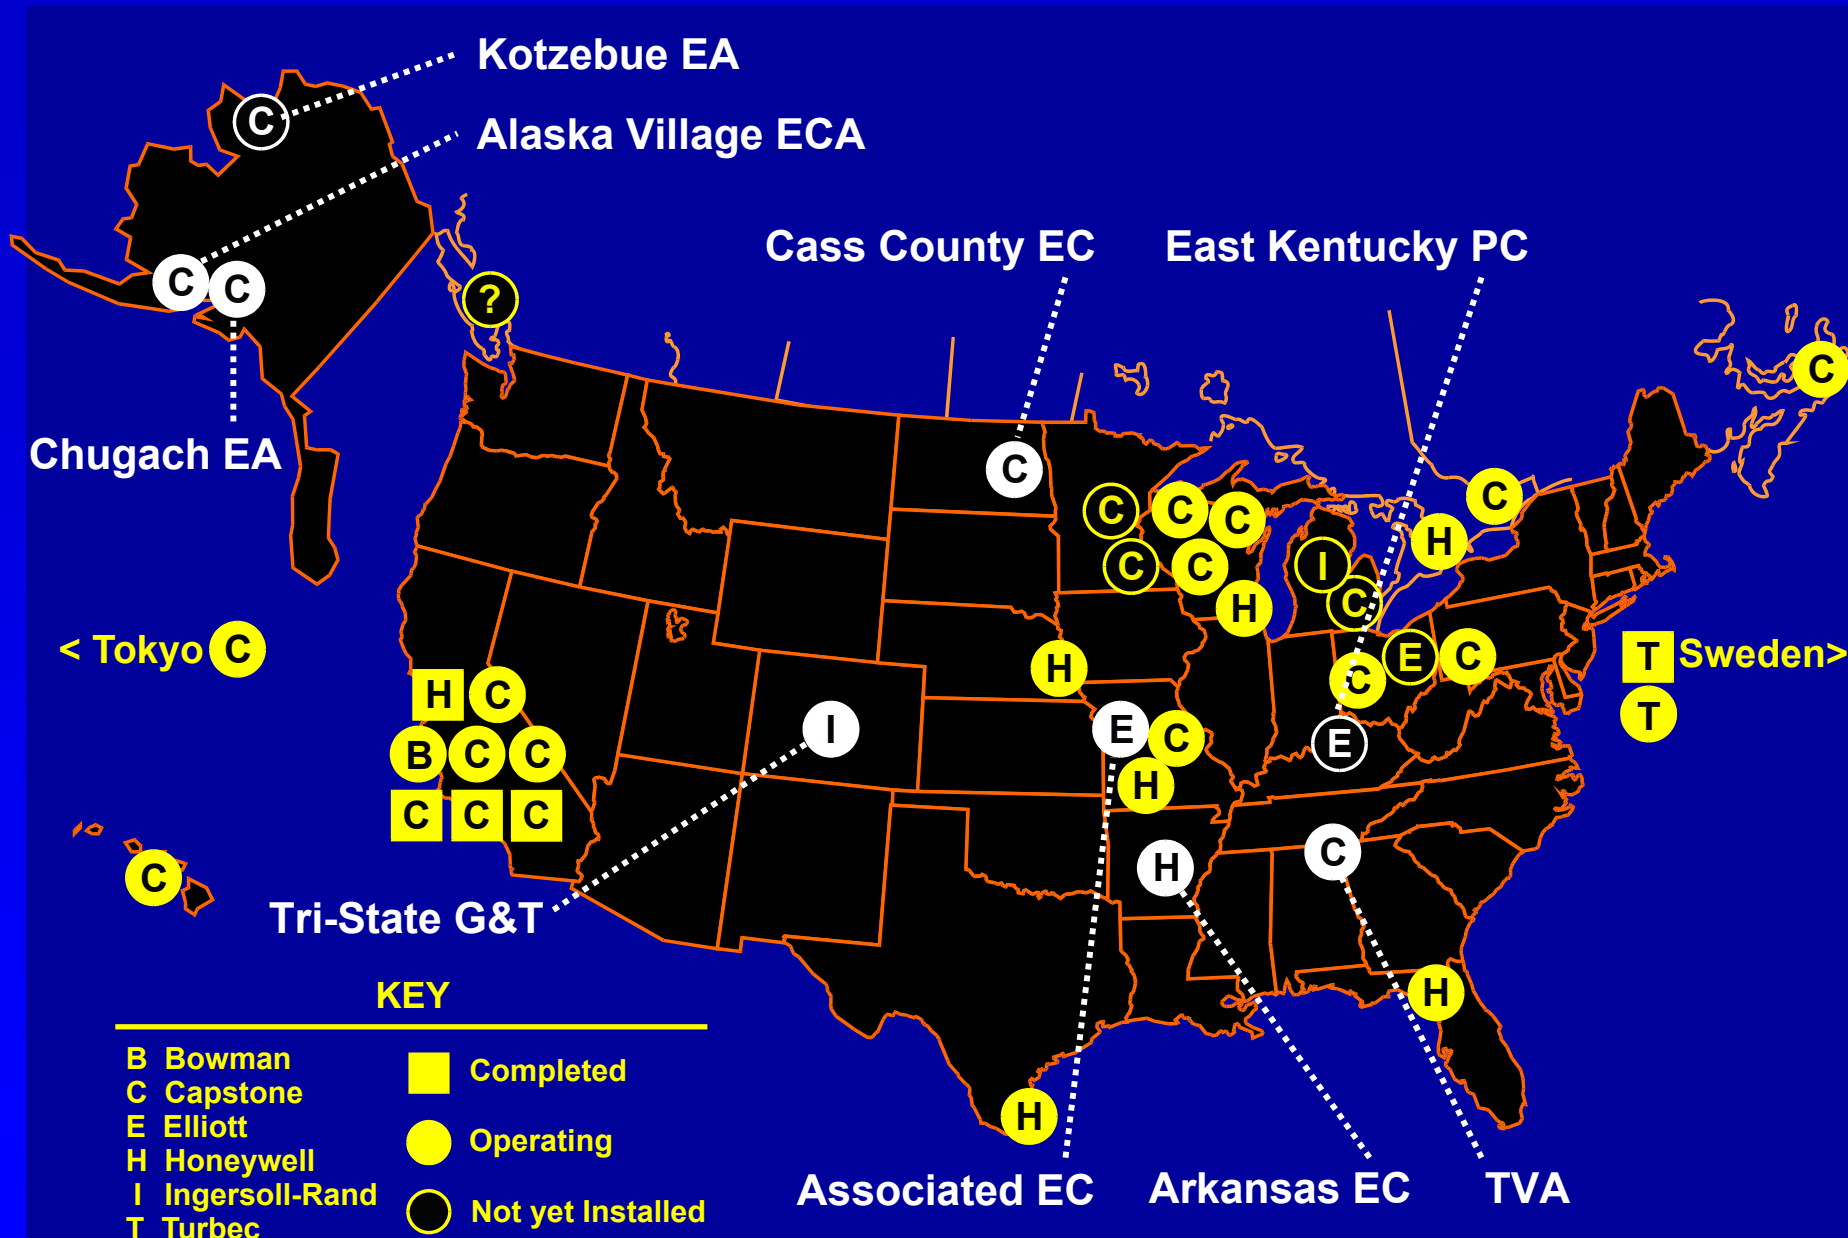 Kotzebue EA
C
Alaska Village ECA
Cass County EC East Kentucky PC
C C
?
C
Chugach EA
C
C C C C
H
C C I
C H
< Tokyo C
H C E C T Sweden>
H C C T
B C C I E C E
C C C H
C H C
Tri-State G&T
KEY H
B Bowman Completed
C Capstone
E Elliott Operating
H Honeywell H
I Ingersoll-Rand Associated EC Arkansas EC TVA
T Turbec Not yet Installed